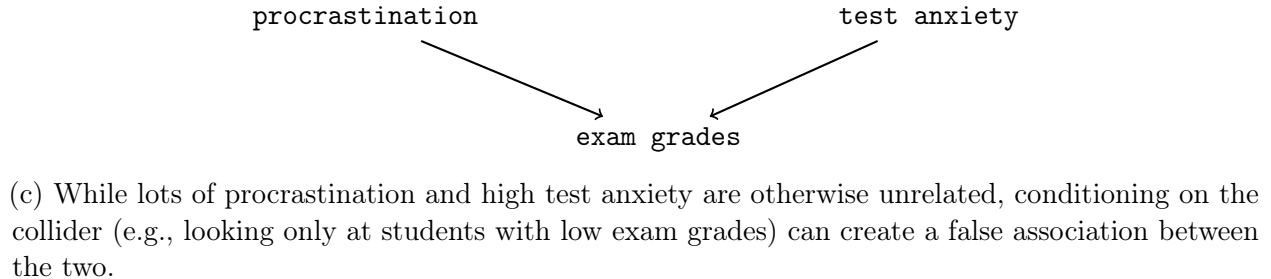 procrastination test anxiety
exam grades
(c) While lots of procrastination and high test anxiety are otherwise unrelated, conditioning on the
collider (e.g., looking only at students with low exam grades) can create a false association between
the two.